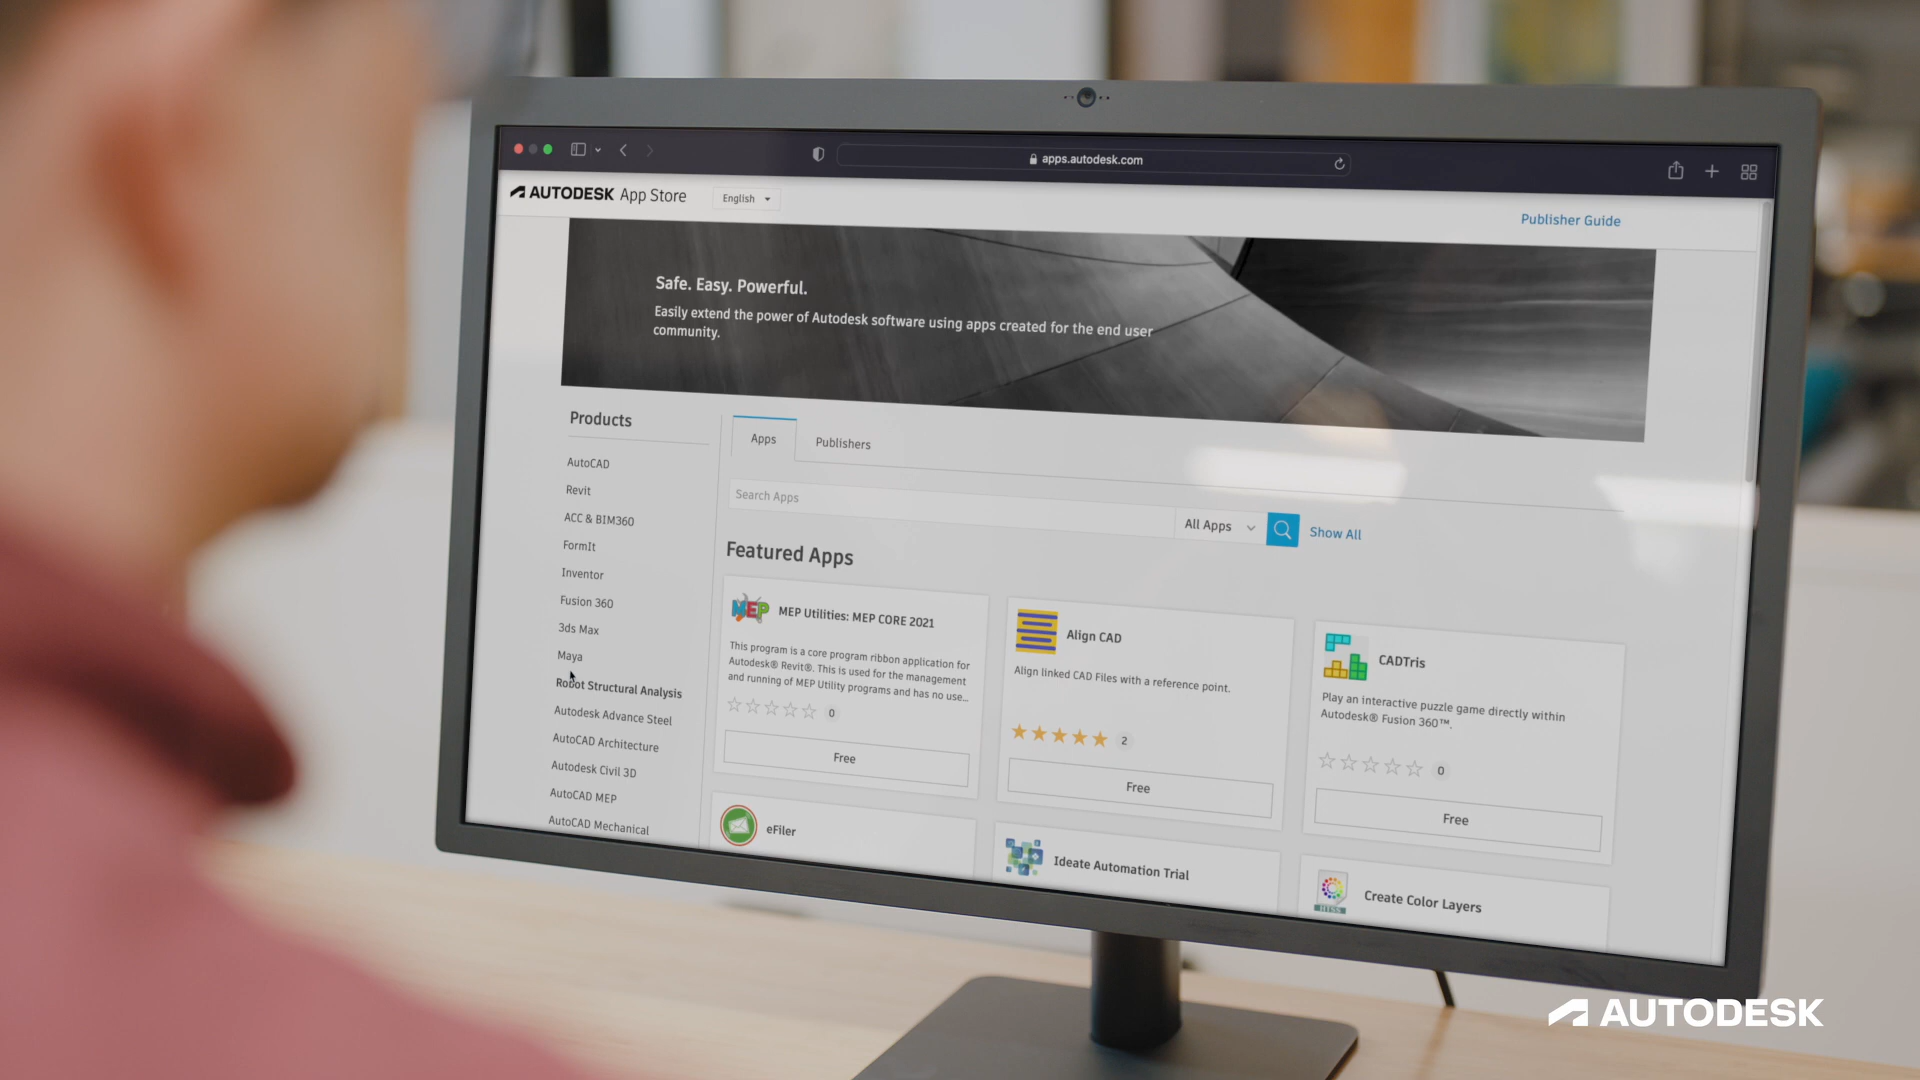 apps.autodesk.com
AUTODESK App Store
English
Publisher Guide
Safe. Easy. Powerful.
Easily extend the power of Autodesk software using apps created for the end user
community.
Products
AutoCAD
Revit
ACC & BIM360
FormIt
Inventor
Fusion 360
3ds Max
Maya
Robot Structural Analysis
Autodesk Advance Steel
AutoCAD Architecture
Autodesk Civil 3D
AutoCAD MEP
AutoCAD Mechanical
Apps
Publishers
Search Apps
All Apps
Show All
Featured Apps
MEP
MEP Utilities: MEP CORE 2021
This program is a core program ribbon application for
Autodesk® Revit®. This is used for the management
and running of MEP Utility programs and has no use...
0
Free
Align CAD
Align linked CAD Files with a reference point.
2
Free
CADTris
Play an interactive puzzle game directly within
Autodesk® Fusion 360™.
0
Free
eFiler
Ideate Automation Trial
Create Color Layers
AUTODESK